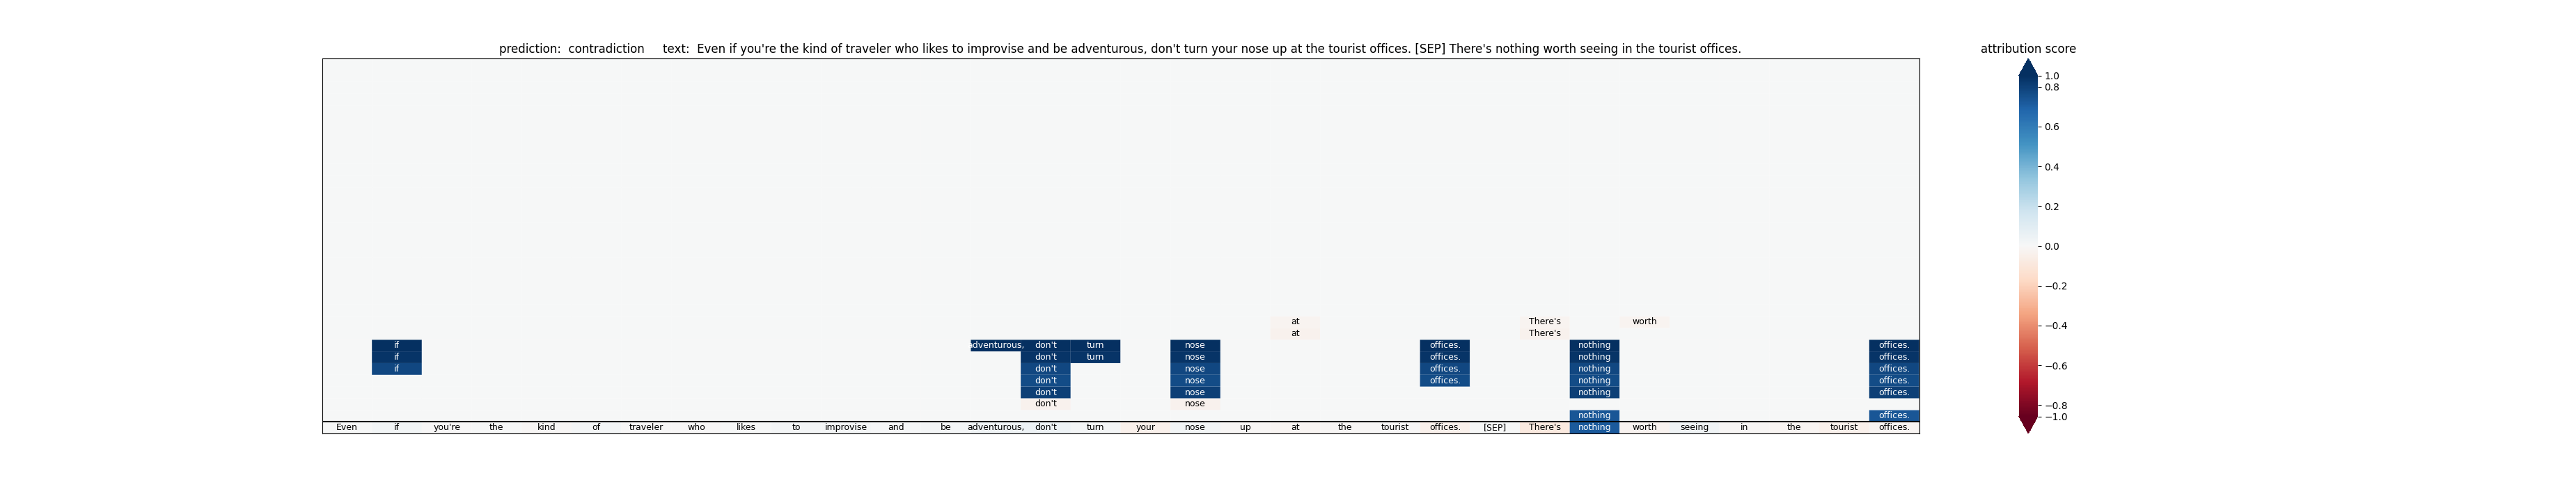 prediction:  contradiction     text:  Even if you're the kind of traveler who likes to improvise and be adventurous, don't turn your nose up at the tourist offices. [SEP] There's nothing worth seeing in the tourist offices.
attribution score
1.0
0.8
0.6
0.4
0.2
0.0
−0.2
−0.4
−0.6
−0.8
−1.0
at There's worth
at There's
if adventurous, don't turn nose offices. nothing offices.
if don't turn nose offices. nothing offices.
if don't nose offices. nothing offices.
don't nose offices. nothing offices.
don't nose nothing offices.
don't nose
nothing offices.
Even if you're the kind of traveler who likes to improvise and be adventurous, don't turn your nose up at the tourist offices. [SEP] There's nothing worth seeing in the tourist offices.